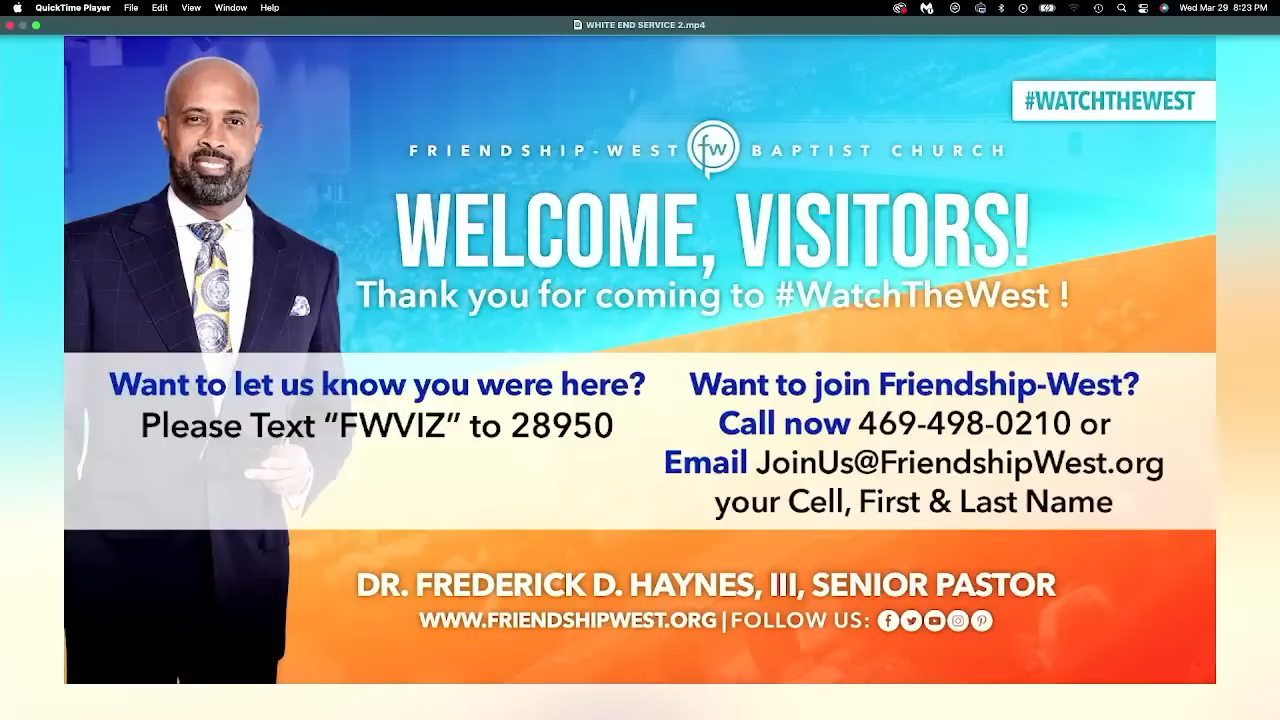 QuickTime Player File Edit View Window Help Wed Mar 29 8:23 PM
WHITE END SERVICE 2.mp4
#WATCHTHEWEST
FRIENDSHIP-WEST fw BAPTIST CHURCH
WELCOME, VISITORS!
Thank you for coming to #WatchTheWest !
Want to let us know you were here?
Please Text “FWVIZ” to 28950
Want to join Friendship-West?
Call now 469-498-0210 or
Email JoinUs@FriendshipWest.org
your Cell, First & Last Name
DR. FREDERICK D. HAYNES, III, SENIOR PASTOR
WWW.FRIENDSHIPWEST.ORG | FOLLOW US: